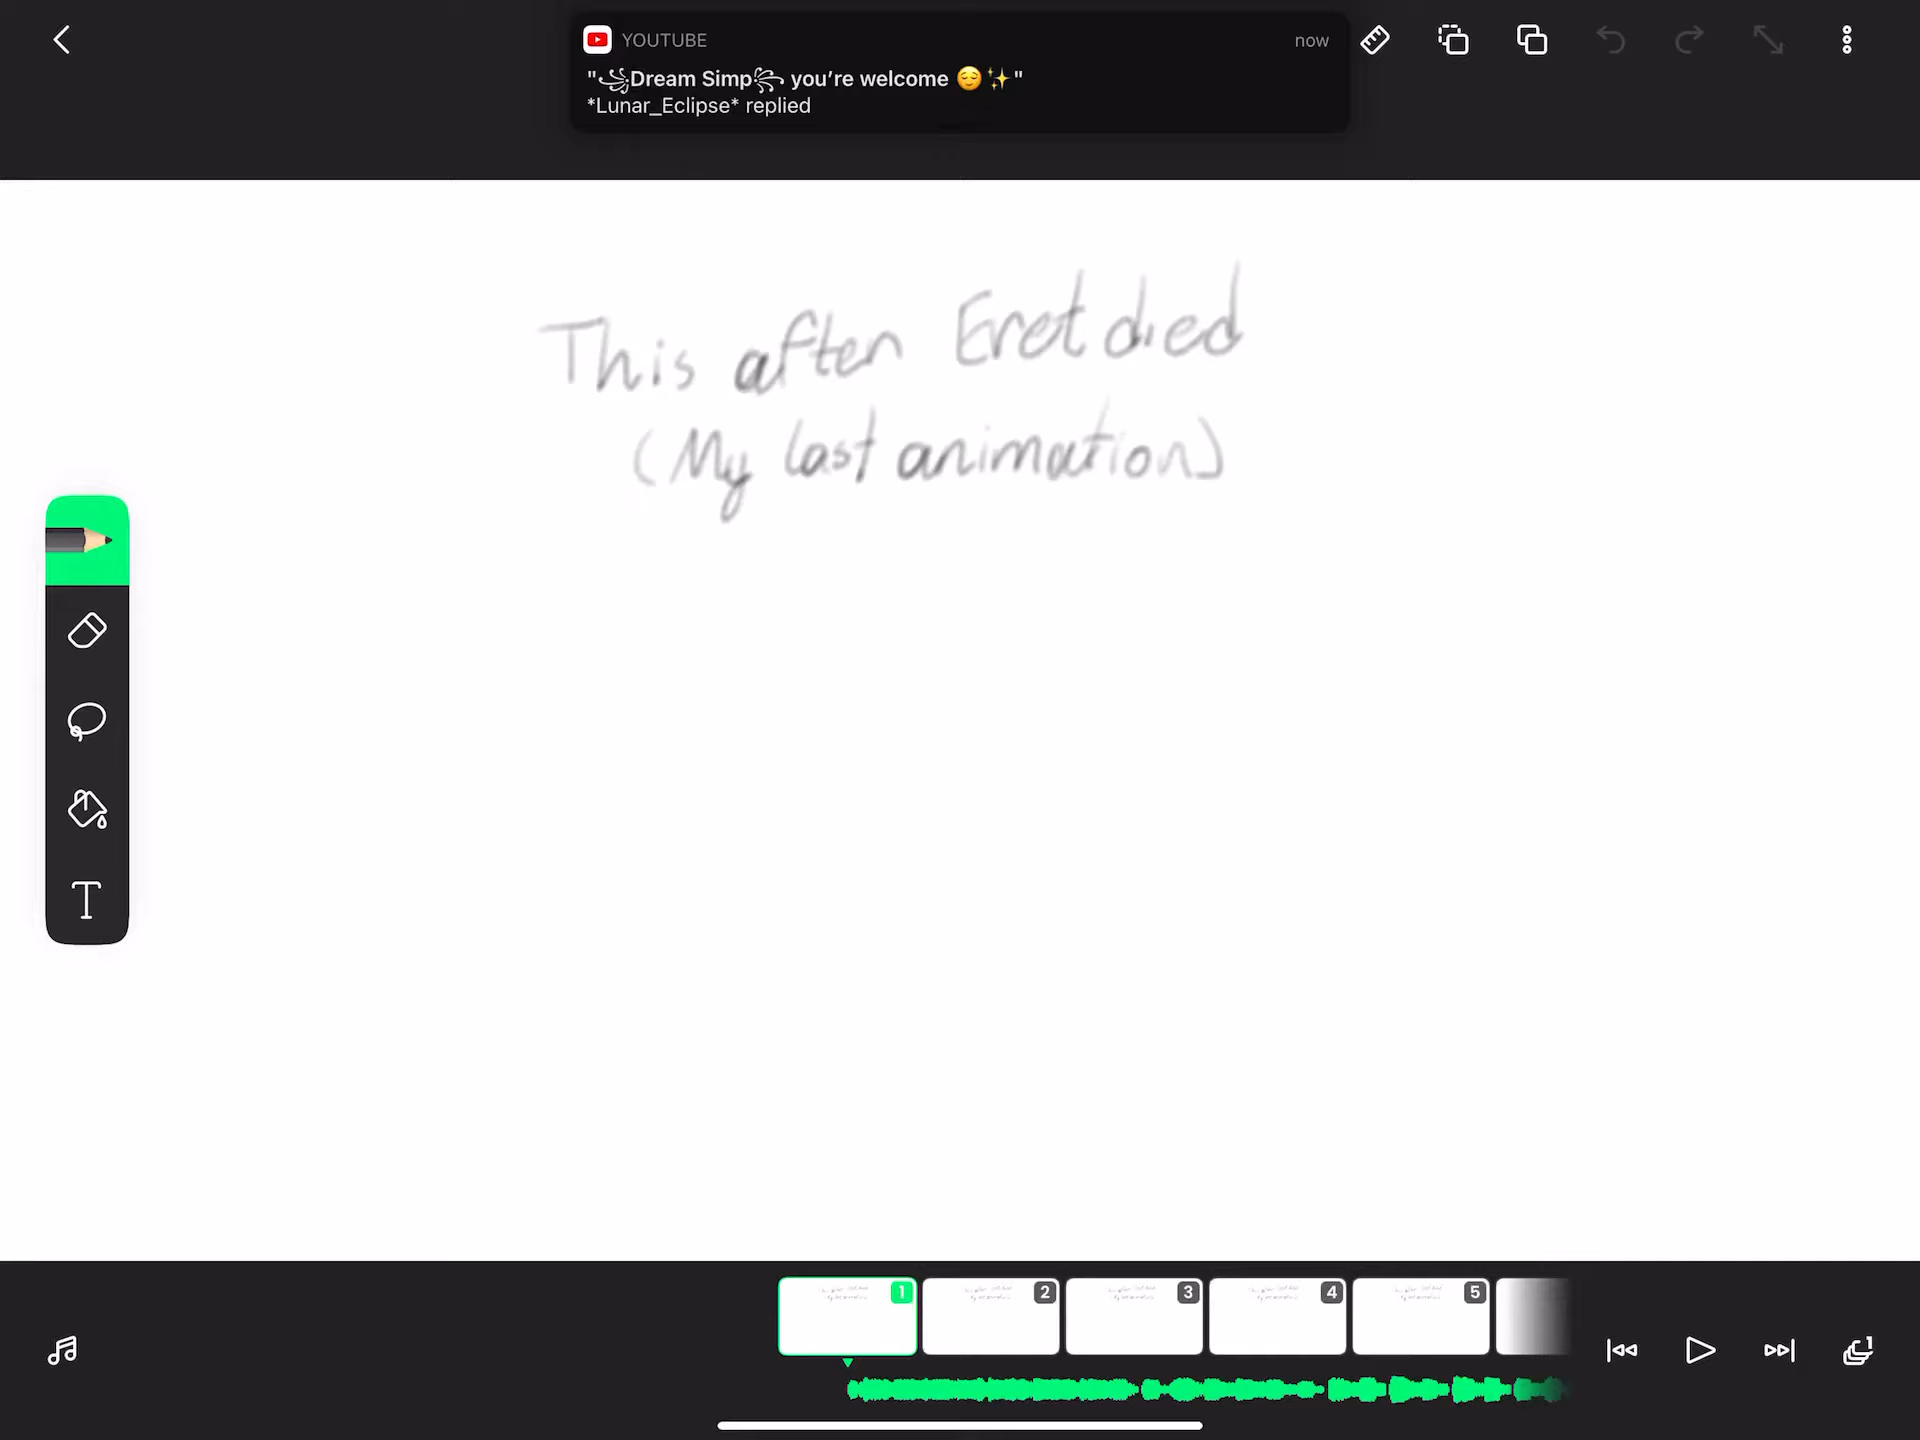 YOUTUBE now
"꧁Dream Simp꧂ you’re welcome 😌✨"
*Lunar_Eclipse* replied
This after Eret died
(My last animation)
T
1 2 3 4 5
1